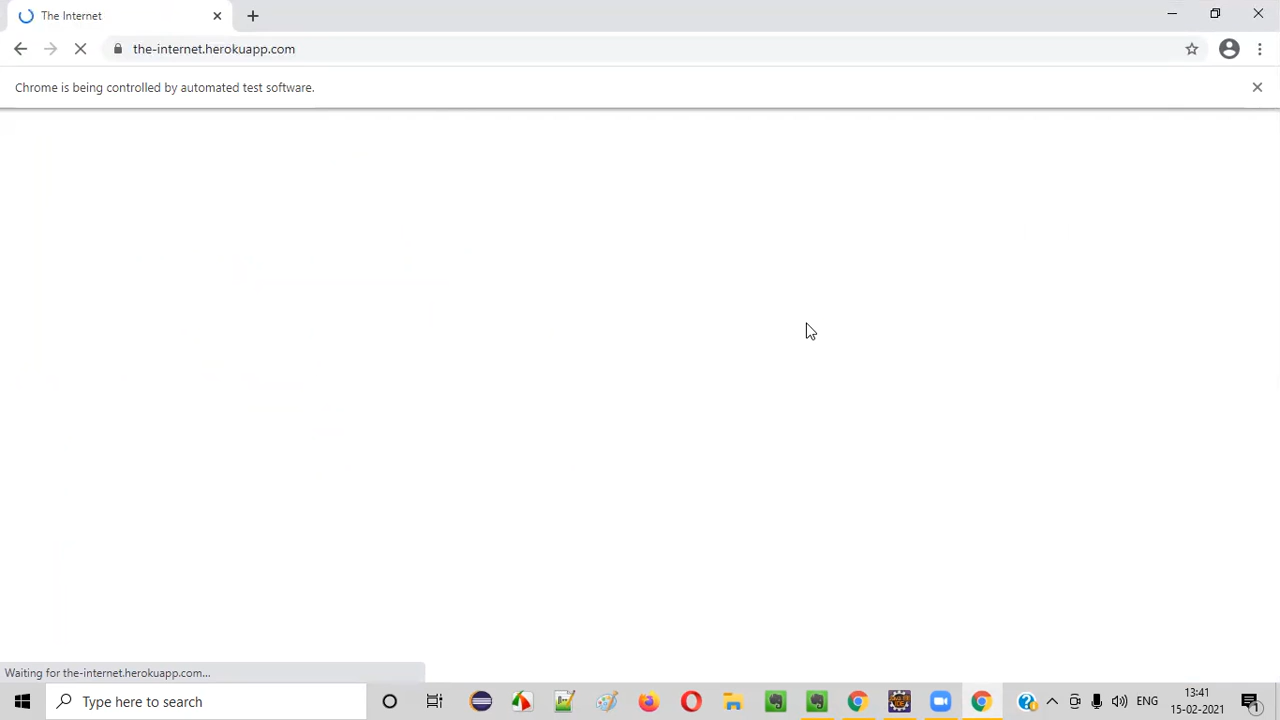 The Internet
the-internet.herokuapp.com
Chrome is being controlled by automated test software.
Waiting for the-internet.herokuapp.com...
Type here to search
ENG
13:41
15-02-2021
1